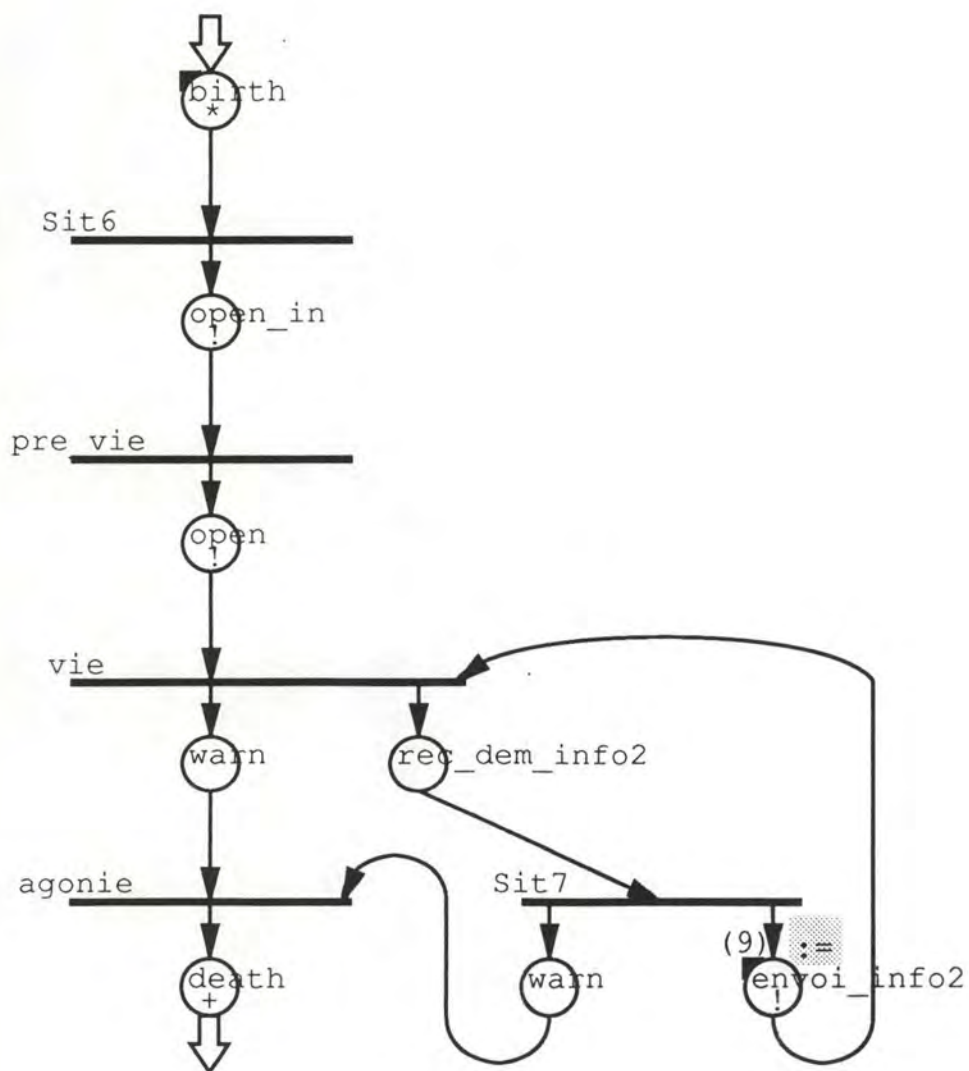 birth
*
Sit6
open_in
!
pre_vie
open
!
vie
warn
rec_dem_info2
agonie
Sit7
(9) :=
death
+
warn
envoi_info2
!